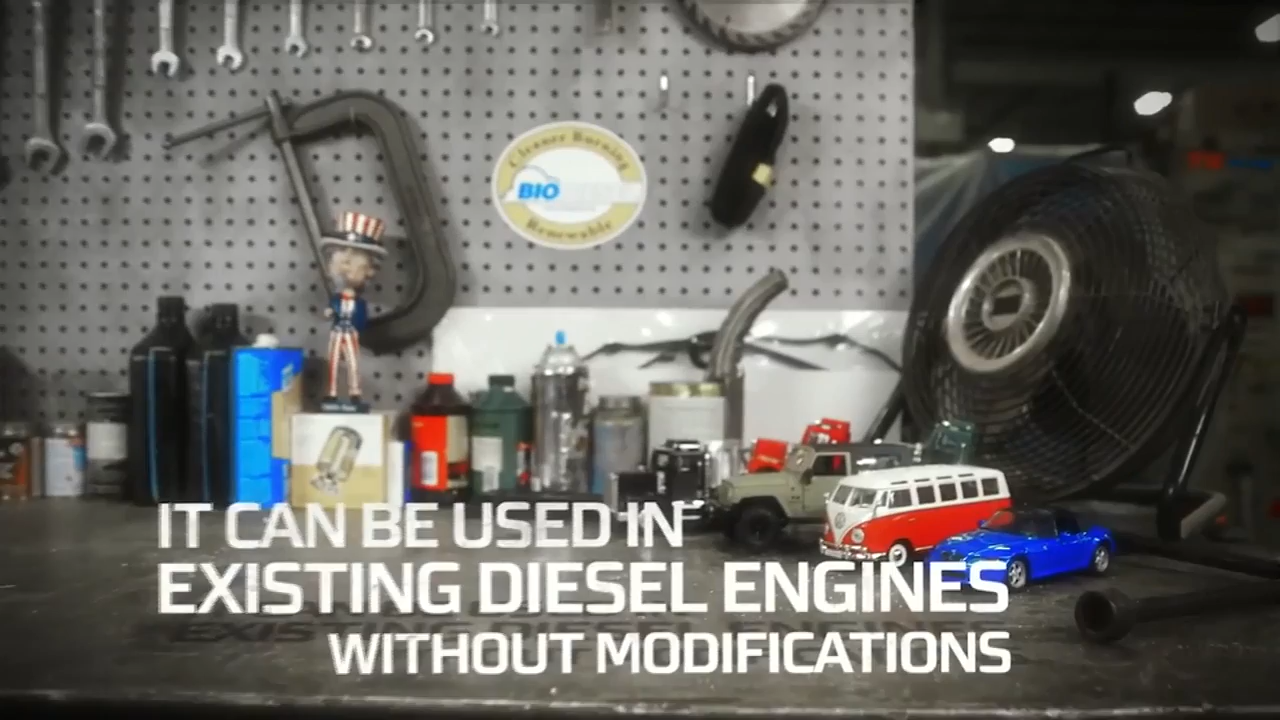 Cleaner Burning
BIO
Renewable
IT CAN BE USED IN
EXISTING DIESEL ENGINES
WITHOUT MODIFICATIONS